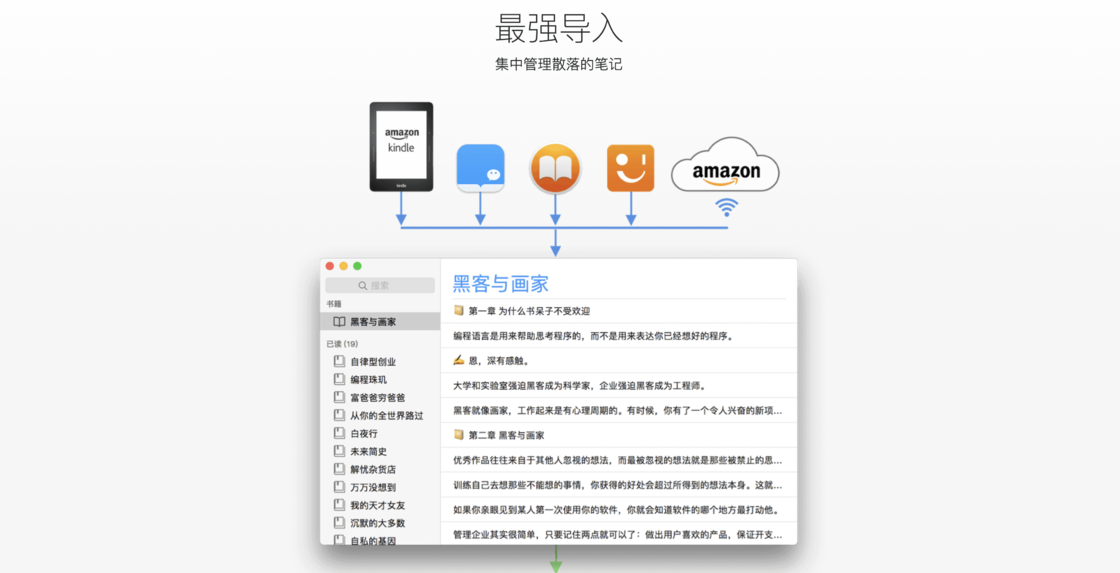 最强导入
集中管理散落的笔记
amazon
kindle
kindle
amazon
搜索
书籍
黑客与画家
已读 (19)
自律型创业
编程珠玑
富爸爸穷爸爸
从你的全世界路过
白夜行
未来简史
解忧杂货店
万万没想到
我的天才女友
沉默的大多数
自私的基因
黑客与画家
第一章 为什么书呆子不受欢迎
编程语言是用来帮助思考程序的，而不是用来表达你已经想好的程序。
恩，深有感触。
大学和实验室强迫黑客成为科学家，企业强迫黑客成为工程师。
黑客就像画家，工作起来是有心理周期的。有时候，你有了一个令人兴奋的新项...
第二章 黑客与画家
优秀作品往往来自于其他人忽视的想法，而最被忽视的想法就是那些被禁止的思...
训练自己去想那些不能想的事情，你获得的好处会超过所得到的想法本身。这就...
如果你亲眼见到某人第一次使用你的软件，你就会知道软件的哪个地方最打动他。
管理企业其实很简单，只要记住两点就可以了：做出用户喜欢的产品，保证开支...